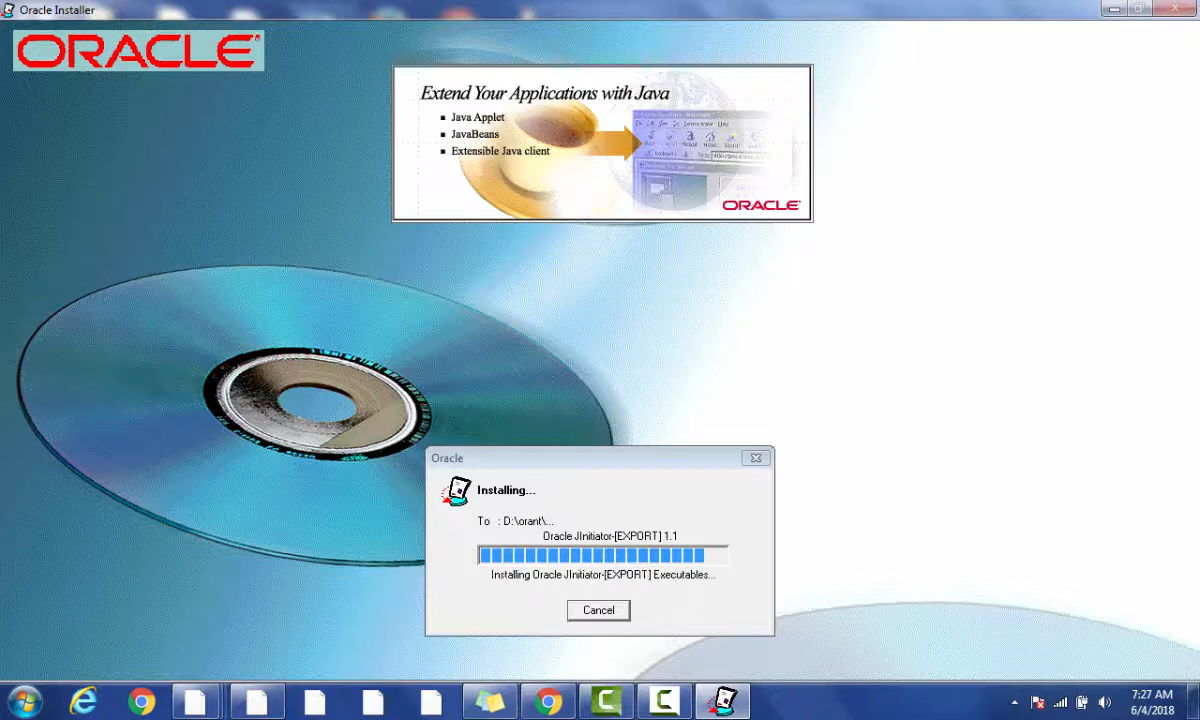 Oracle Installer
ORACLE
Extend Your Applications with Java
Java Applet
JavaBeans
Extensible Java client
ORACLE
Oracle
Installing...
To : D:\orant\...
Oracle JInitiator-[EXPORT] 1.1
Installing Oracle JInitiator-[EXPORT] Executables...
Cancel
7:27 AM
6/4/2018